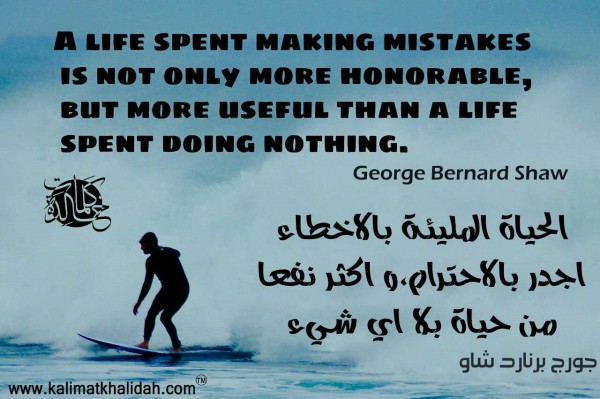 A LIFE SPENT MAKING MISTAKES
IS NOT ONLY MORE HONORABLE,
BUT MORE USEFUL THAN A LIFE
SPENT DOING NOTHING.
George Bernard Shaw
الحياة المليئة بالاخطاء
اجدر بالاحترام،و اكثر نفعا
من حياة بلا اي شيء
جورج برنارد شاو
www.kalimatkhalidah.com TM